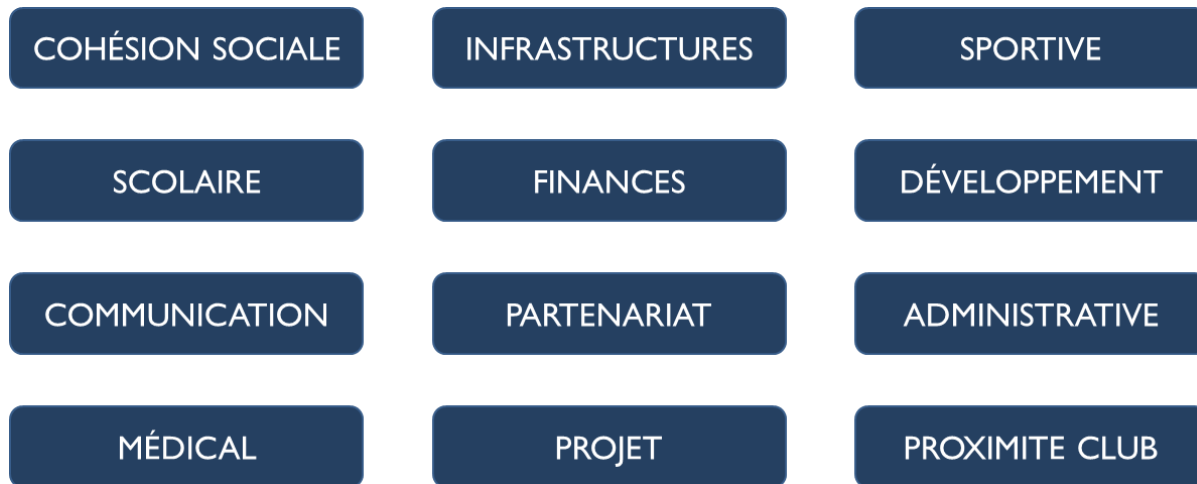 COHÉSION SOCIALE
INFRASTRUCTURES
SPORTIVE
SCOLAIRE
FINANCES
DÉVELOPPEMENT
COMMUNICATION
PARTENARIAT
ADMINISTRATIVE
MÉDICAL
PROJET
PROXIMITE CLUB